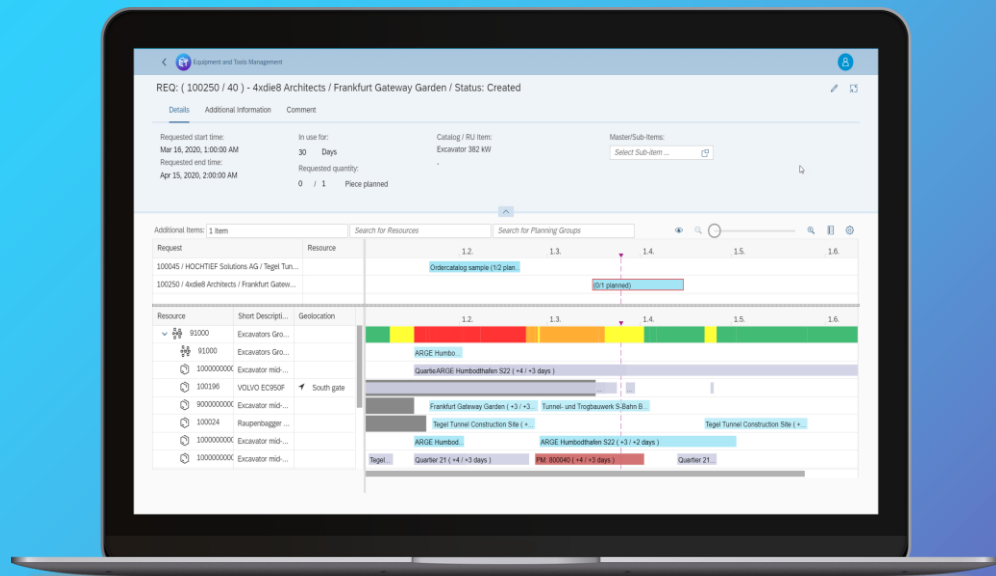 Equipment and Tools Management
REQ: ( 100250 / 40 ) - 4xdie8 Architects / Frankfurt Gateway Garden / Status: Created
Details Additional Information Comment
Requested start time: In use for: Catalog / RU Item: Master/Sub-Items:
Mar 16, 2020, 1:00:00 AM 30 Days Excavator 382 kW Select Sub-item ...
Requested end time: Requested quantity: -
Apr 15, 2020, 2:00:00 AM 0 / 1 Piece planned
Additional Items: 1 Item Search for Resources Search for Planning Groups
Request Resource 1.2. 1.3. 1.4. 1.5. 1.6.
100045 / HOCHTIEF Solutions AG / Tegel Tun... Ordercatalog sample (1/2 plan...
100250 / 4xdie8 Architects / Frankfurt Gatew... (0/1 planned)
Resource Short Descripti... Geolocation 1.2. 1.3. 1.4. 1.5. 1.6.
91000 Excavators Gro...
91000 Excavators Gro... ARGE Humbo...
1000000000 Excavator mid-... QuartieARGE Humbodthafen S22 ( +4 / +3 days )
100196 VOLVO EC950F South gate ... ...
9000000000 Excavator mid-... Frankfurt Gateway Garden ( +3 / +3... Tunnel- und Trogbauwerk S-Bahn B...
100024 Raupenbagger ... Tegel Tunnel Construction Site ( +... Tegel Tunnel Construction Site ( +...
1000000000 Excavator mid-... ARGE Humbod... ARGE Humbodthafen S22 ( +3 / +2 days )
1000000000 Excavator mid-... Tegel... Quartier 21 ( +4 / +3 days ) PM: 800040 ( +4 / +3 days ) Quartier 21...